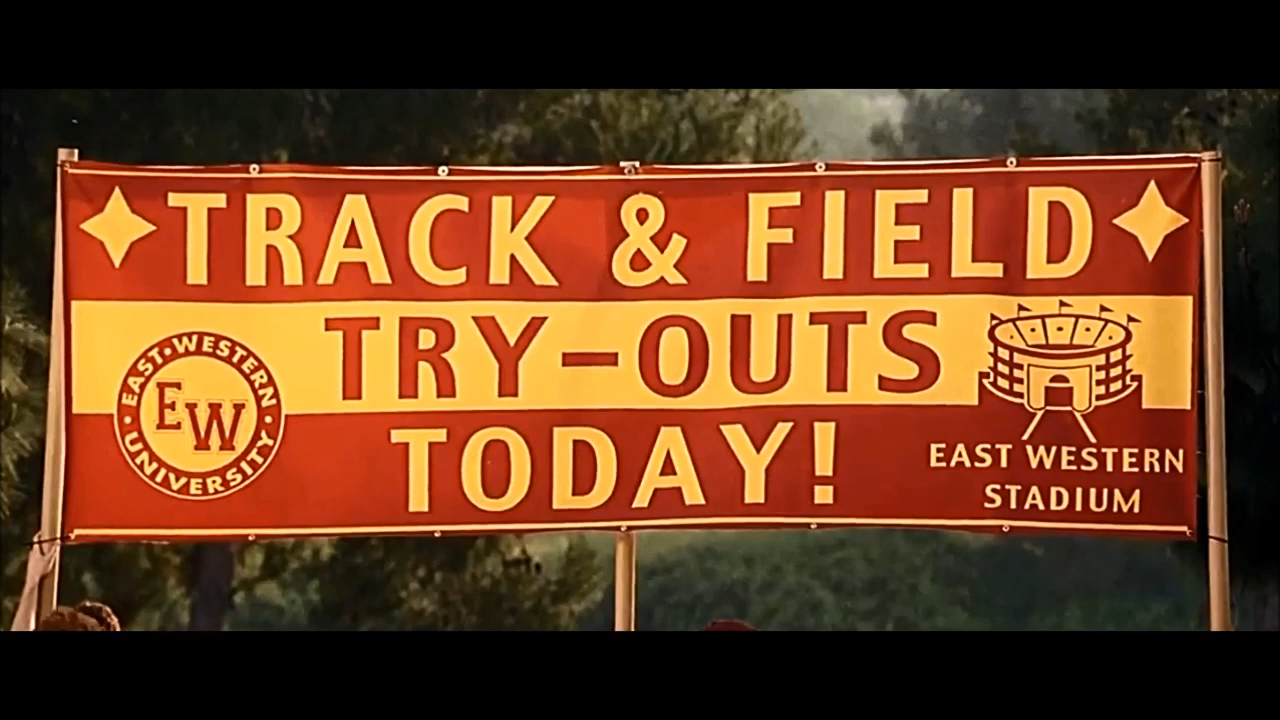 TRACK & FIELD
TRY-OUTS
TODAY!
EAST·WESTERN
EW
UNIVERSITY
EAST WESTERN
STADIUM